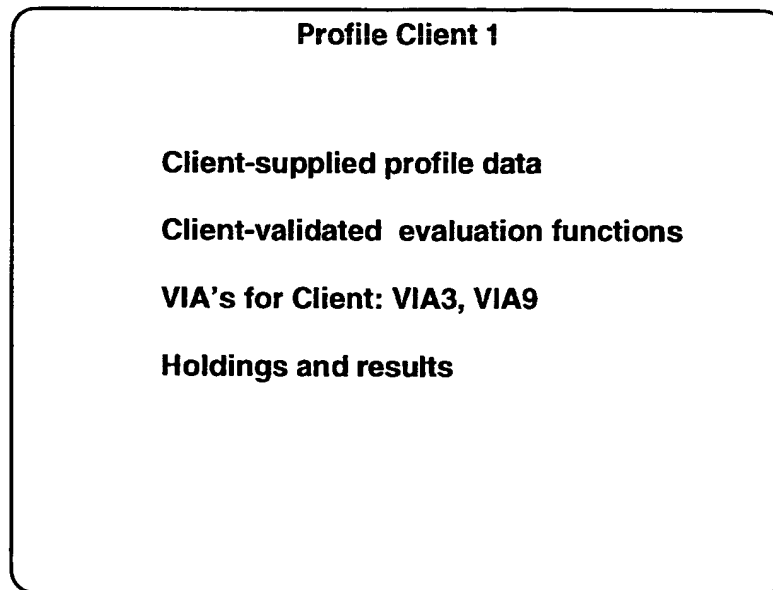 Profile Client 1
Client-supplied profile data
Client-validated evaluation functions
VIA's for Client: VIA3, VIA9
Holdings and results